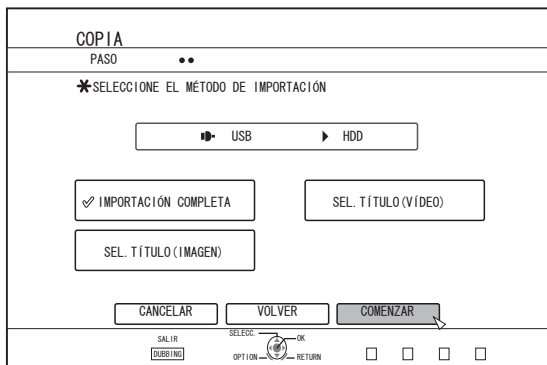 COPIA
PASO
*SELECCIONE EL MÉTODO DE IMPORTACIÓN
USB HDD
IMPORTACIÓN COMPLETA SEL. TÍTULO(VÍDEO)
SEL. TÍTULO(IMAGEN)
CANCELAR VOLVER COMENZAR
SALIR SELECC. OK
DUBBING OPTION RETURN